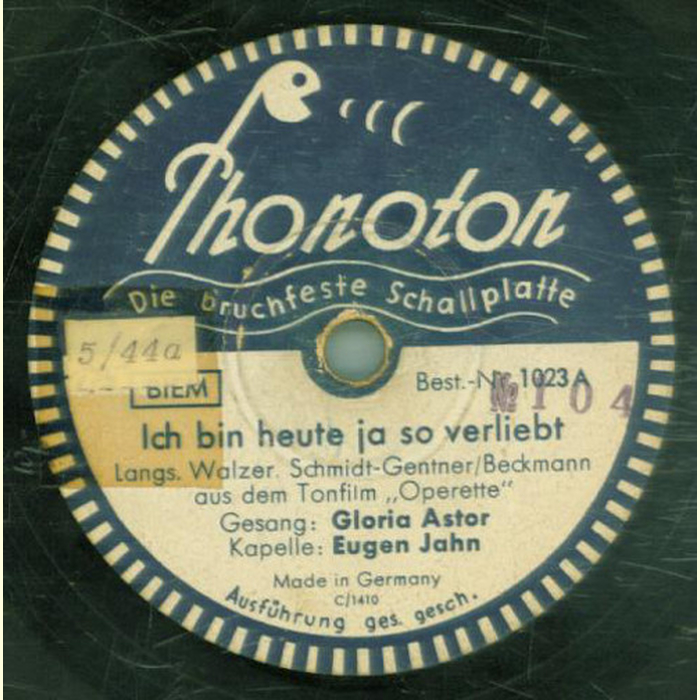 Phonoton
Die bruchfeste Schallplatte
5/44a
BIEM
Best.-Nr. 1023 A
№ 104
Ich bin heute ja so verliebt
Langs. Walzer. Schmidt-Gentner/Beckmann
aus dem Tonfilm „Operette“
Gesang: Gloria Astor
Kapelle: Eugen Jahn
Made in Germany
C/1410
Ausführung ges. gesch.